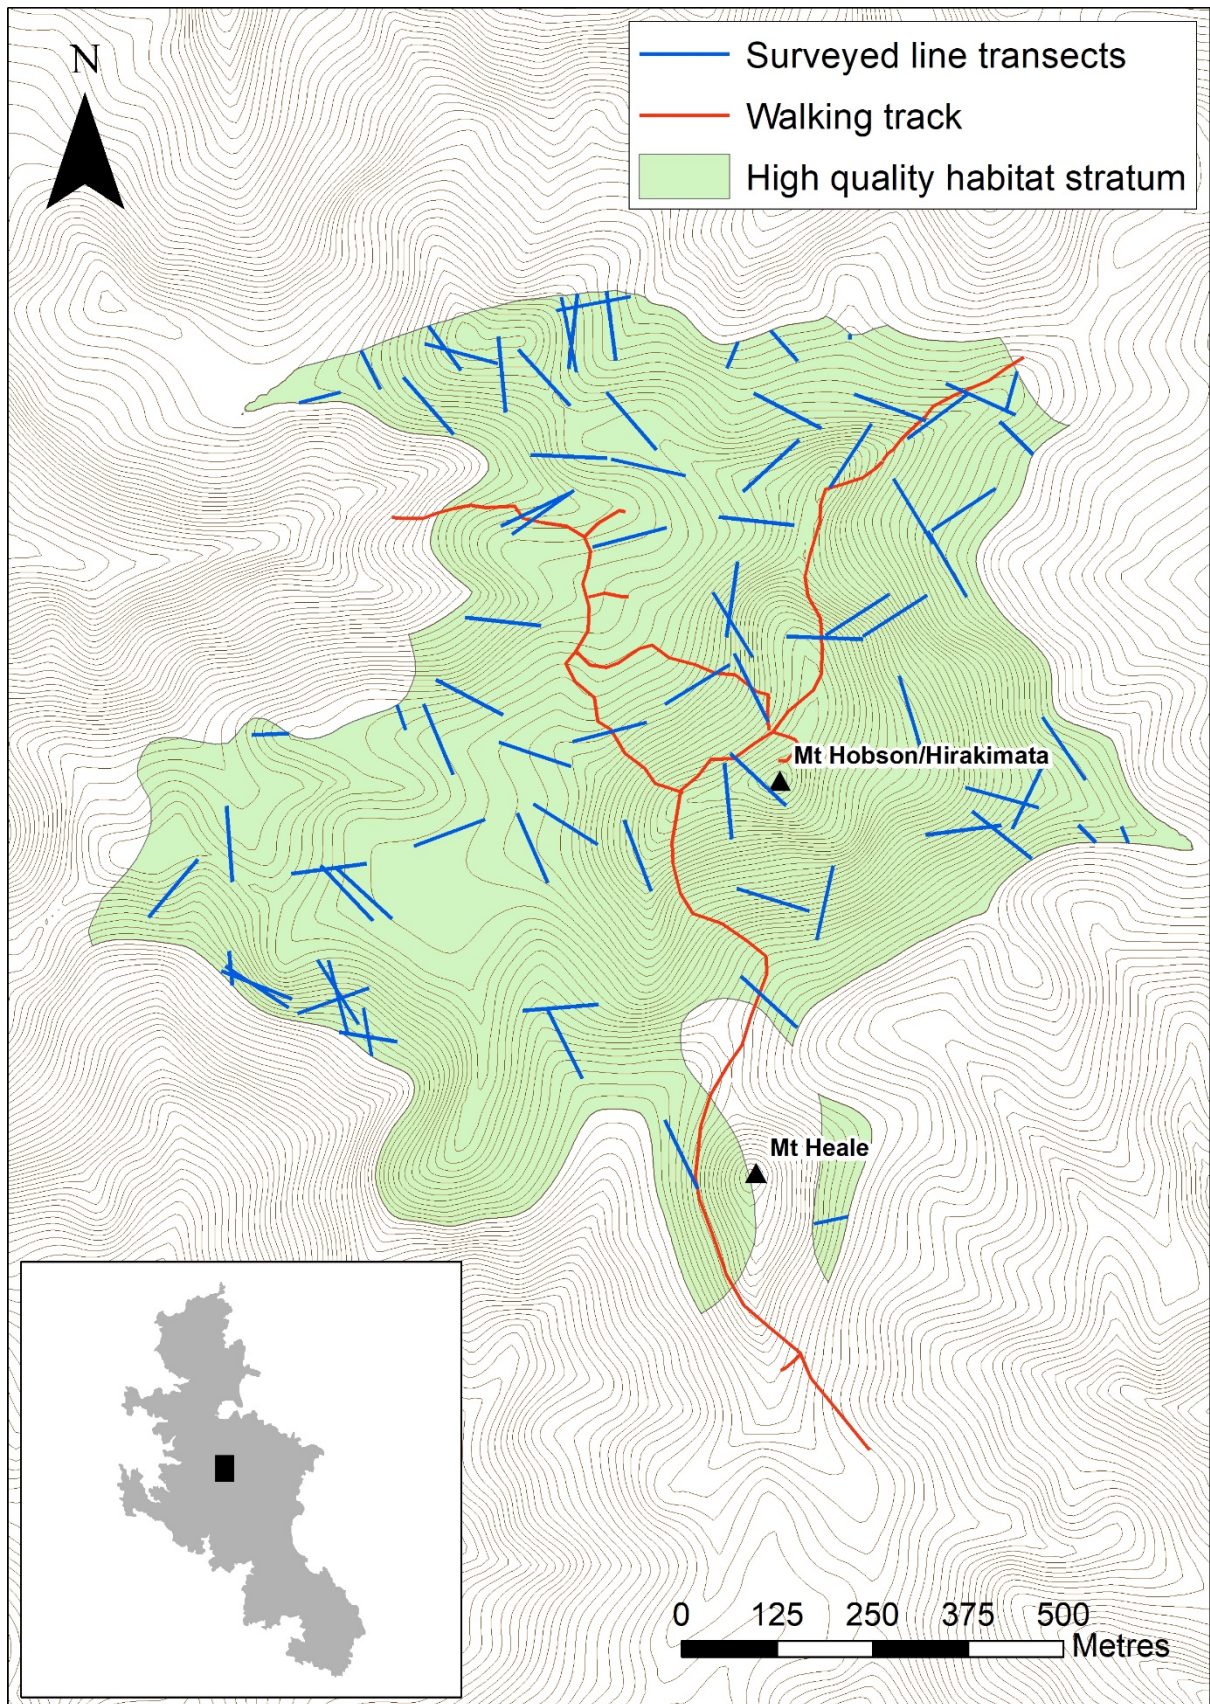 N
Surveyed line transects
Walking track
High quality habitat stratum
Mt Hobson/Hirakimata
Mt Heale
0 125 250 375 500
Metres